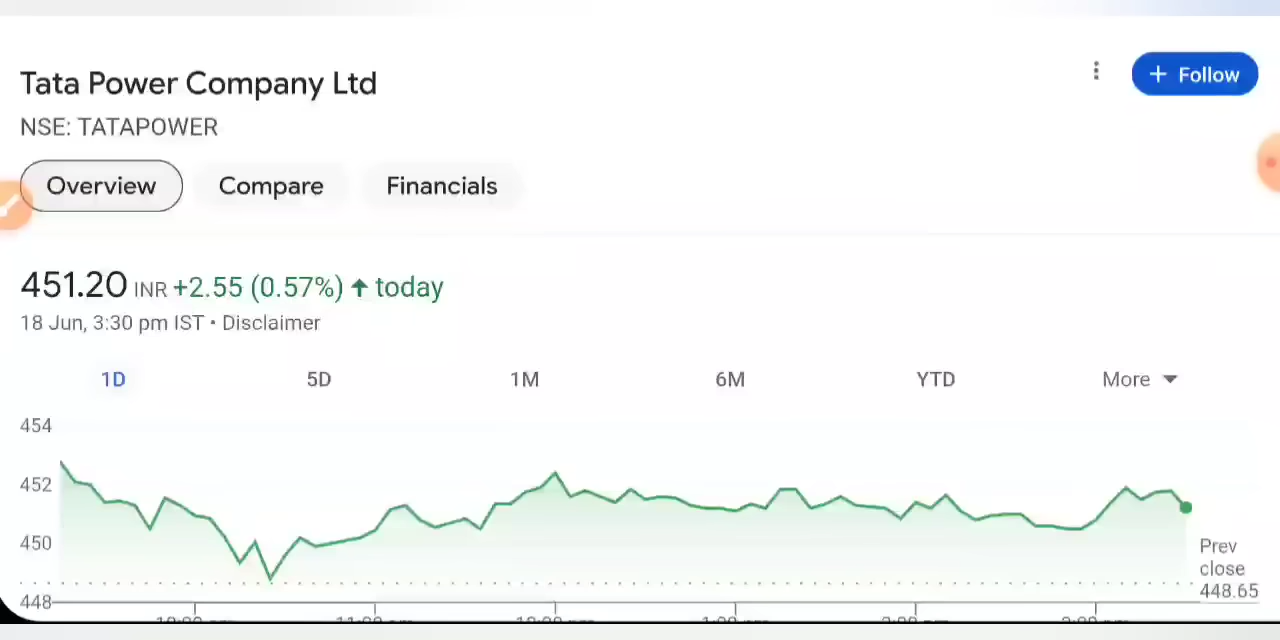 Tata Power Company Ltd
+ Follow
NSE: TATAPOWER
Overview Compare Financials
451.20 INR +2.55 (0.57%) ↑ today
18 Jun, 3:30 pm IST • Disclaimer
1D 5D 1M 6M YTD More
454
452
450
448
Prev
close
448.65